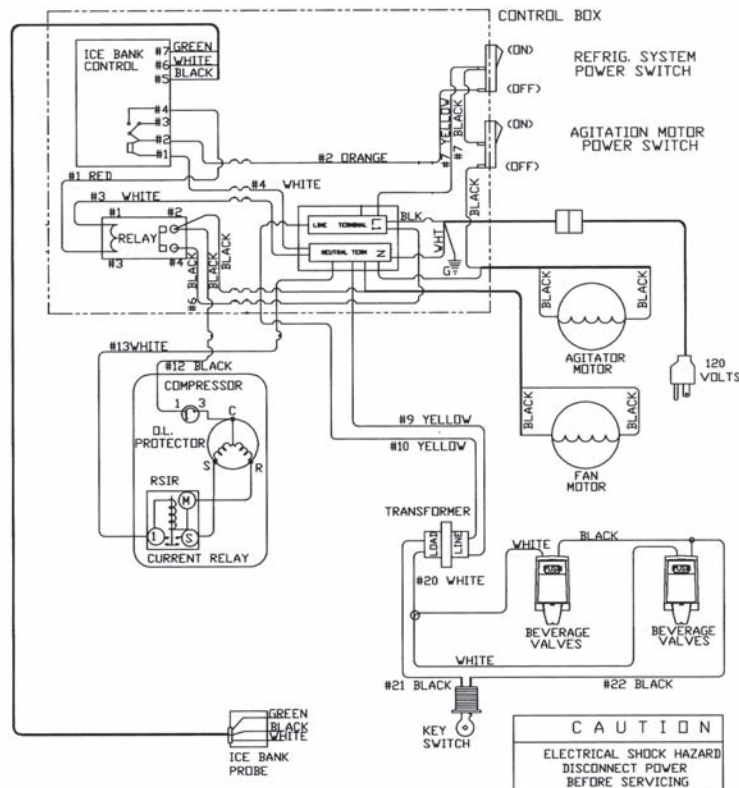 CONTROL BOX
ICE BANK
CONTROL
#7 GREEN
#6 WHITE
#5 BLACK
#4
#3
#2
#1
(ON)
(OFF)
REFRIG. SYSTEM
POWER SWITCH
#7 YELLOW
#7 BLACK
(ON)
(OFF)
AGITATION MOTOR
POWER SWITCH
#2 ORANGE
#1 RED
#4 WHITE
#3 WHITE
BLACK
#1
#2
RELAY
#3
#4
BLACK
BLACK
BLACK
#6
LINE TERMINAL
L1
NEUTRAL TERM
N
BLK
WHT
G
BLACK
BLACK
AGITATOR
MOTOR
120
VOLTS
#13WHITE
#12 BLACK
COMPRESSOR
1
3
C
O.L.
PROTECTOR
S
R
RSIR
M
1
S
CURRENT RELAY
BLACK
BLACK
FAN
MOTOR
#9 YELLOW
#10 YELLOW
TRANSFORMER
LOAD
LINE
#20 WHITE
WHITE
BLACK
PUSH
PUSH
BEVERAGE
VALVES
BEVERAGE
VALVES
WHITE
#21 BLACK
#22 BLACK
KEY
SWITCH
GREEN
BLACK
WHITE
ICE BANK
PROBE
CAUTION
ELECTRICAL SHOCK HAZARD
DISCONNECT POWER
BEFORE SERVICING